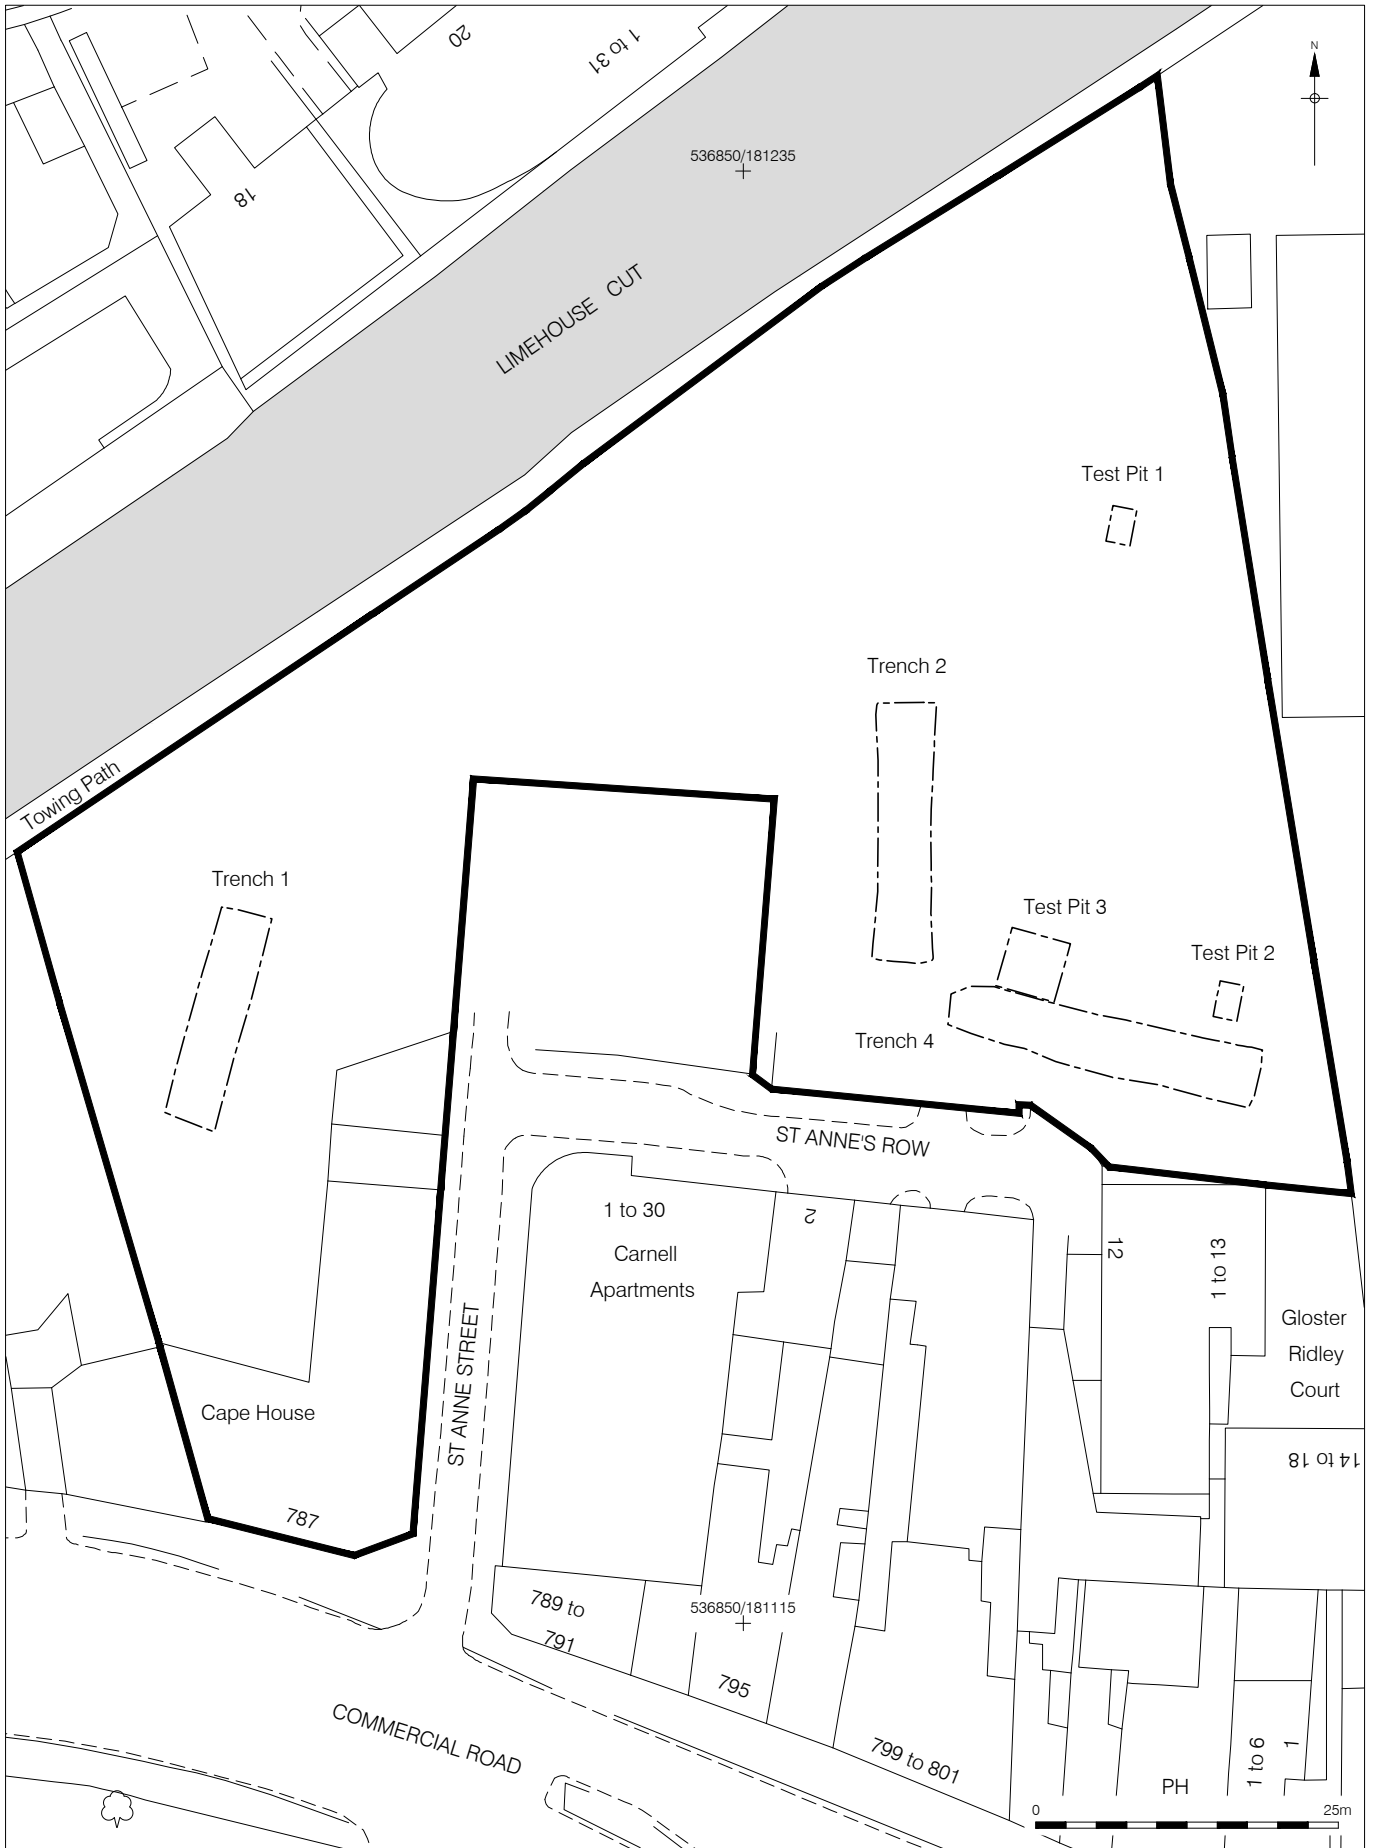 20
1 to 31
N
536850/181235
18
LIMEHOUSE CUT
Test Pit 1
Trench 2
Towing Path
Trench 1
Test Pit 3
Test Pit 2
Trench 4
ST ANNE'S ROW
1 to 30
Carnell
Apartments
2
12
1 to 13
Gloster
Ridley
Court
ST ANNE STREET
Cape House
14 to 18
787
789 to
791
536850/181115
795
COMMERCIAL ROAD
799 to 801
1 to 6
1
PH
0
25m